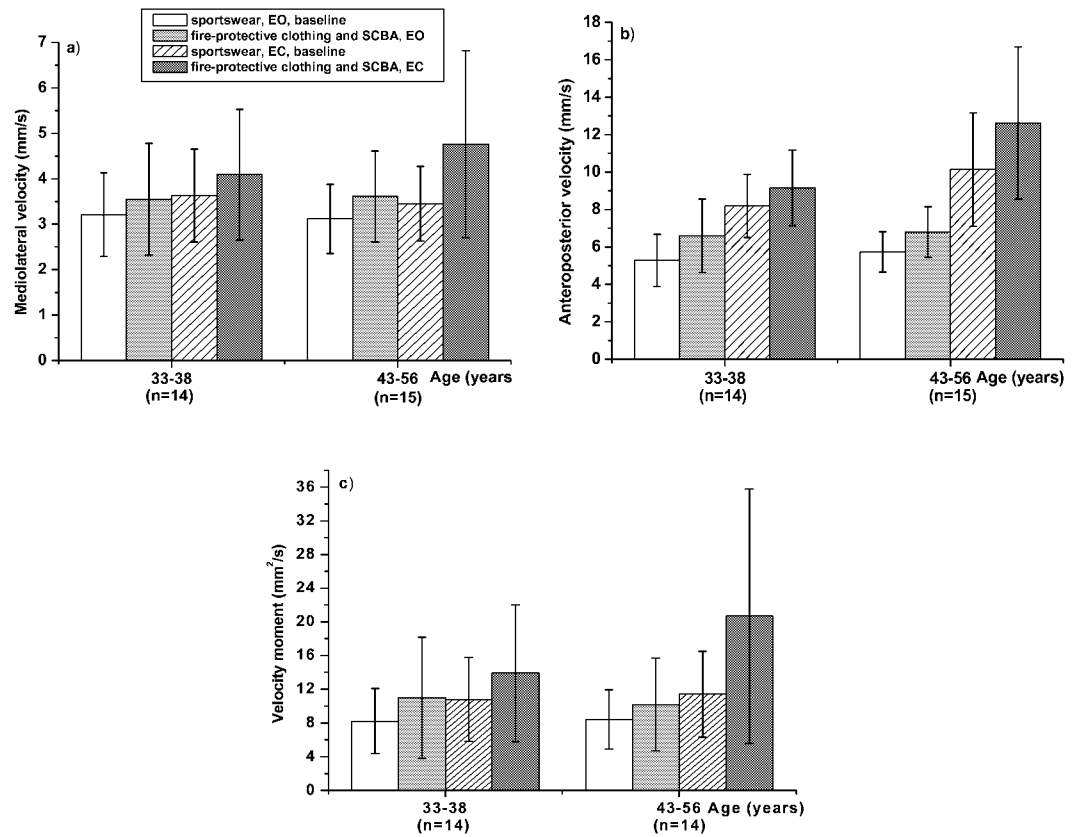 a)
sportswear, EO, baseline
fire-protective clothing and SCBA, EO
sportswear, EC, baseline
fire-protective clothing and SCBA, EC
Mediolateral velocity (mm/s)
7
6
5
4
3
2
1
0
33-38
(n=14)
43-56
(n=15)
Age (years
b)
Anteroposterior velocity (mm/s)
18
16
14
12
10
8
6
4
2
0
33-38
(n=14)
43-56 Age (years)
(n=15)
c)
Velocity moment (mm²/s)
36
32
28
24
20
16
12
8
4
0
33-38
(n=14)
43-56 Age (years)
(n=14)